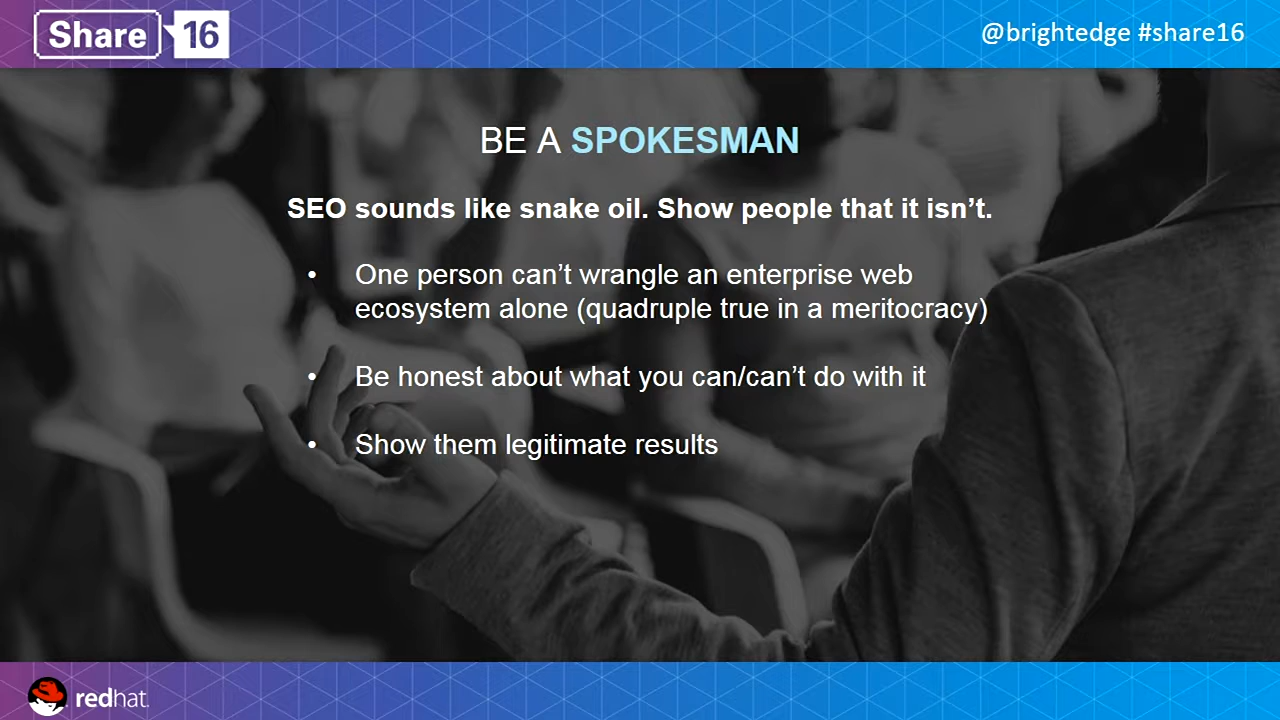 Share 16
@brightedge #share16
BE A SPOKESMAN
SEO sounds like snake oil. Show people that it isn’t.
• One person can’t wrangle an enterprise web
ecosystem alone (quadruple true in a meritocracy)
• Be honest about what you can/can’t do with it
• Show them legitimate results
redhat.